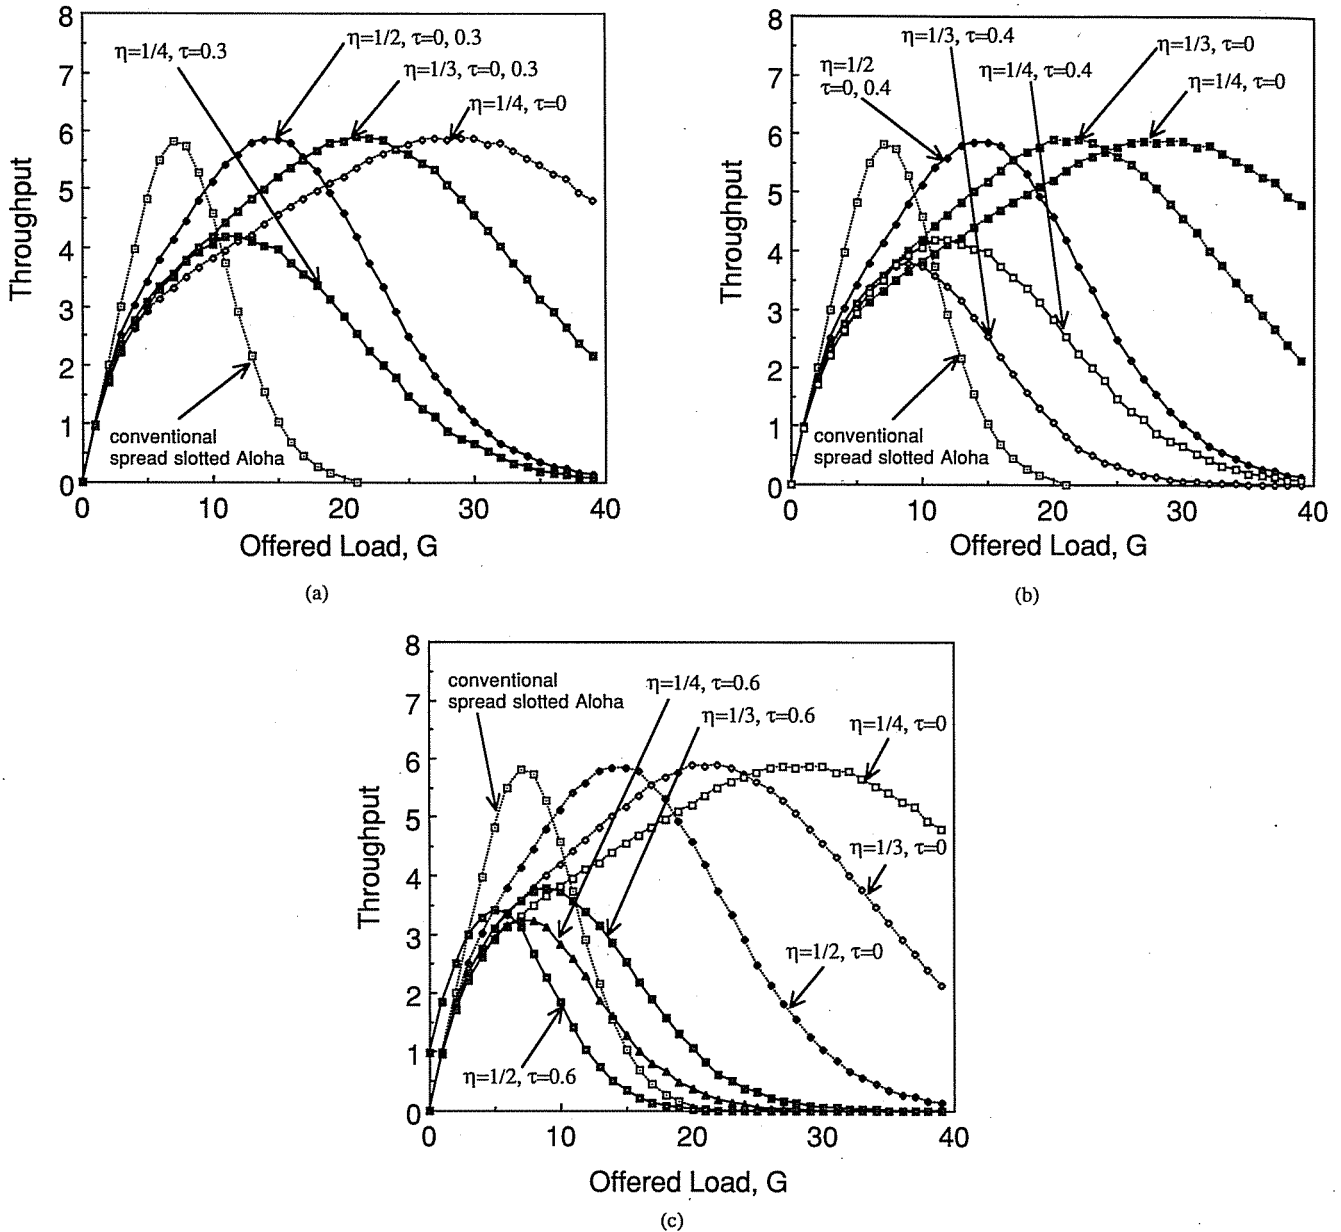 8
7
6
5
4
3
2
1
0
Throughput
η=1/4, τ=0.3
η=1/2, τ=0, 0.3
η=1/3, τ=0, 0.3
η=1/4, τ=0
conventional
spread slotted Aloha
0 10 20 30 40
Offered Load, G
(a)
8
7
6
5
4
3
2
1
0
Throughput
η=1/3, τ=0.4
η=1/2
τ=0, 0.4
η=1/4, τ=0.4
η=1/3, τ=0
η=1/4, τ=0
conventional
spread slotted Aloha
0 10 20 30 40
Offered Load, G
(b)
8
7
6
5
4
3
2
1
0
Throughput
conventional
spread slotted Aloha
η=1/4, τ=0.6
η=1/3, τ=0.6
η=1/4, τ=0
η=1/3, τ=0
η=1/2, τ=0
η=1/2, τ=0.6
0 10 20 30 40
Offered Load, G
(c)